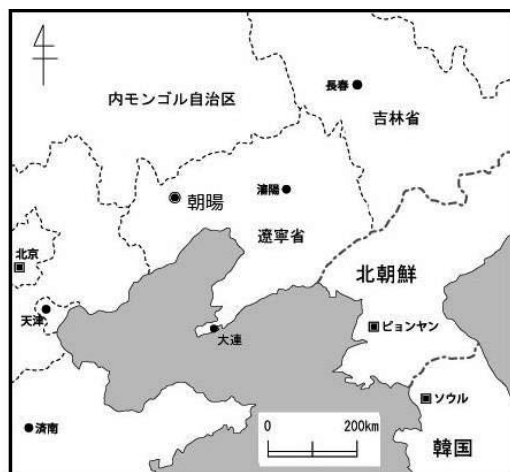 長春
内モンゴル自治区
吉林省
瀋陽
朝暘
遼寧省
北京
北朝鮮
天津
ピョンヤン
大連
ソウル
0 200km
済南
韓国